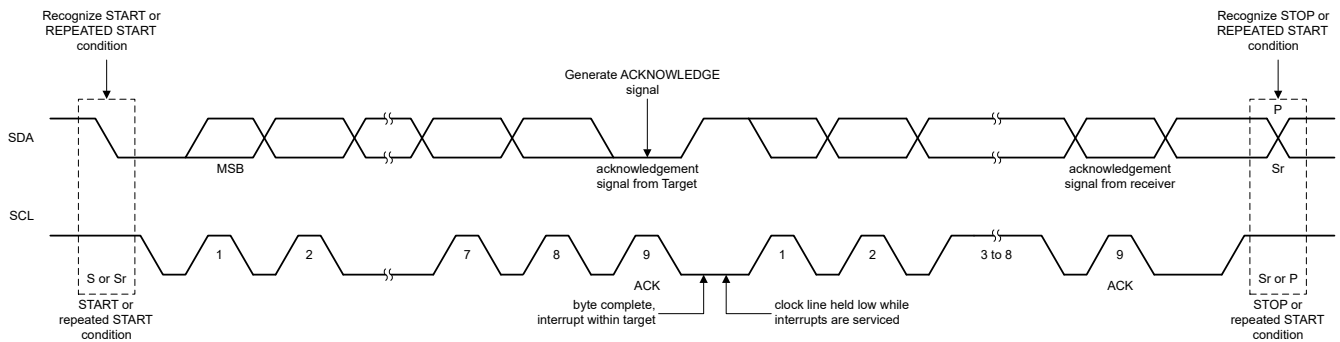 Recognize START or
REPEATED START
condition
Recognize STOP or
REPEATED START
condition
Generate ACKNOWLEDGE
signal
P
SDA
MSB
acknowledgement
signal from Target
acknowledgement
signal from receiver
Sr
SCL
1
2
7
8
9
1
2
3 to 8
9
S or Sr
ACK
ACK
Sr or P
START or
repeated START
condition
byte complete,
interrupt within target
clock line held low while
interrupts are serviced
STOP or
repeated START
condition